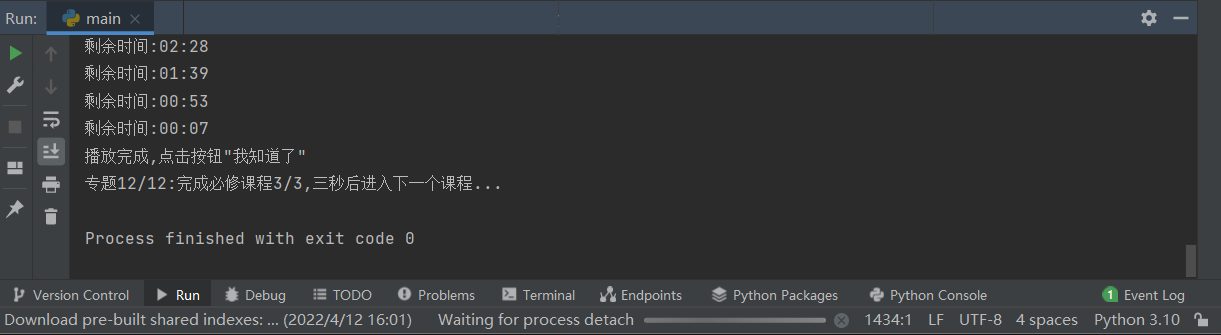 Run: main
剩余时间:02:28
剩余时间:01:39
剩余时间:00:53
剩余时间:00:07
播放完成,点击按钮"我知道了"
专题12/12:完成必修课程3/3,三秒后进入下一个课程...
Process finished with exit code 0
Version Control Run Debug TODO Problems Terminal Endpoints Python Packages Python Console 1 Event Log
Download pre-built shared indexes: ... (2022/4/12 16:01) Waiting for process detach 1434:1 LF UTF-8 4 spaces Python 3.10